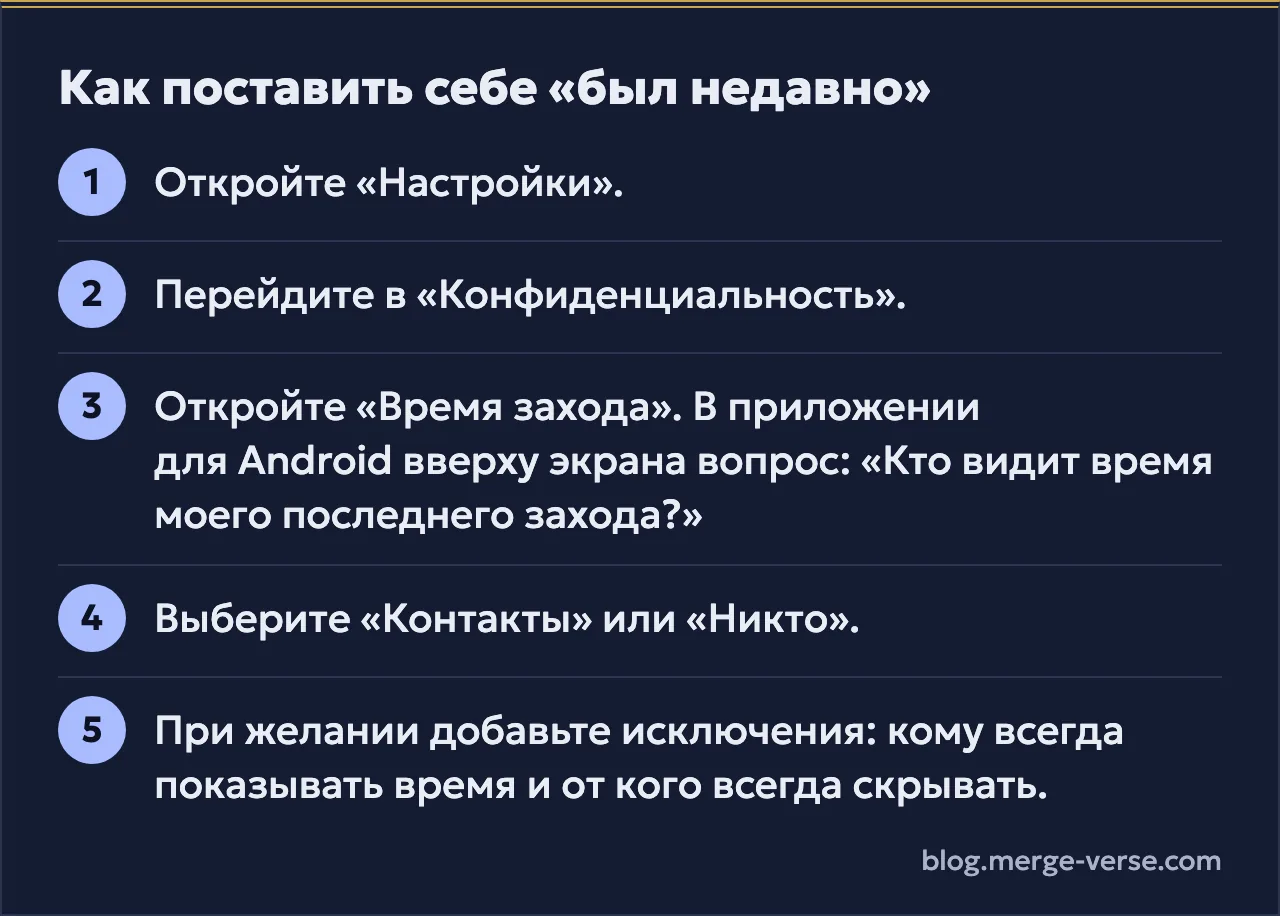 Как поставить себе «был недавно»
1
Откройте «Настройки».
2
Перейдите в «Конфиденциальность».
3
Откройте «Время захода». В приложении
для Android вверху экрана вопрос: «Кто видит время
моего последнего захода?»
4
Выберите «Контакты» или «Никто».
5
При желании добавьте исключения: кому всегда
показывать время и от кого всегда скрывать.
blog.merge-verse.com